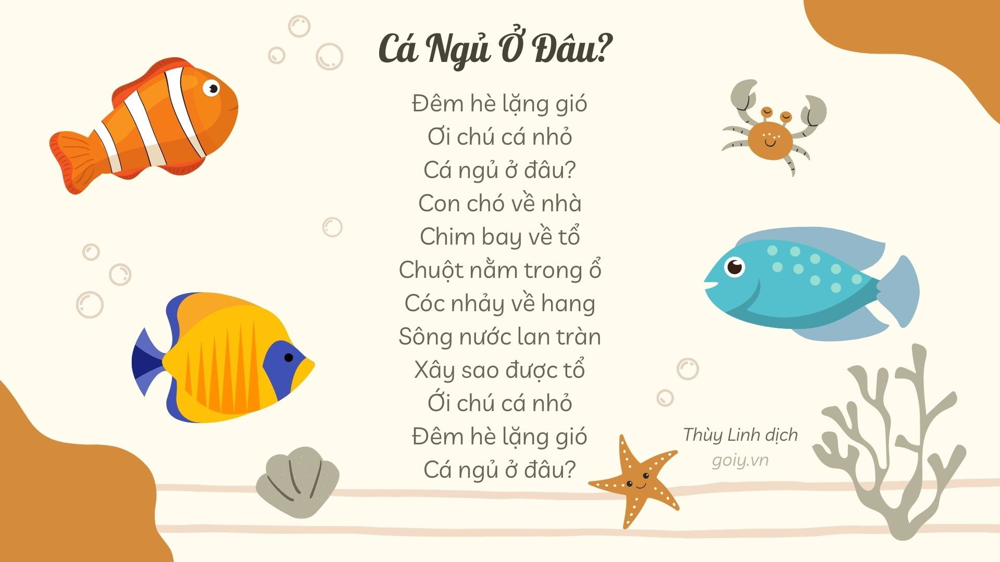 Cá Ngủ Ở Đâu?
Đêm hè lặng gió
Ơi chú cá nhỏ
Cá ngủ ở đâu?
Con chó về nhà
Chim bay về tổ
Chuột nằm trong ổ
Cóc nhảy về hang
Sông nước lan tràn
Xây sao được tổ
Ới chú cá nhỏ
Đêm hè lặng gió
Cá ngủ ở đâu?
Thùy Linh dịch
goiy.vn